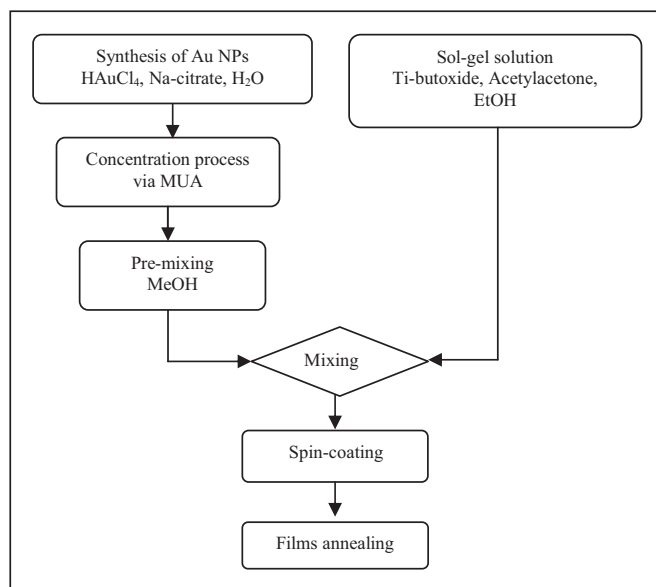 Synthesis of Au NPs
HAuCl₄, Na-citrate, H₂O
Sol-gel solution
Ti-butoxide, Acetylacetone,
EtOH
Concentration process
via MUA
Pre-mixing
MeOH
Mixing
Spin-coating
Films annealing